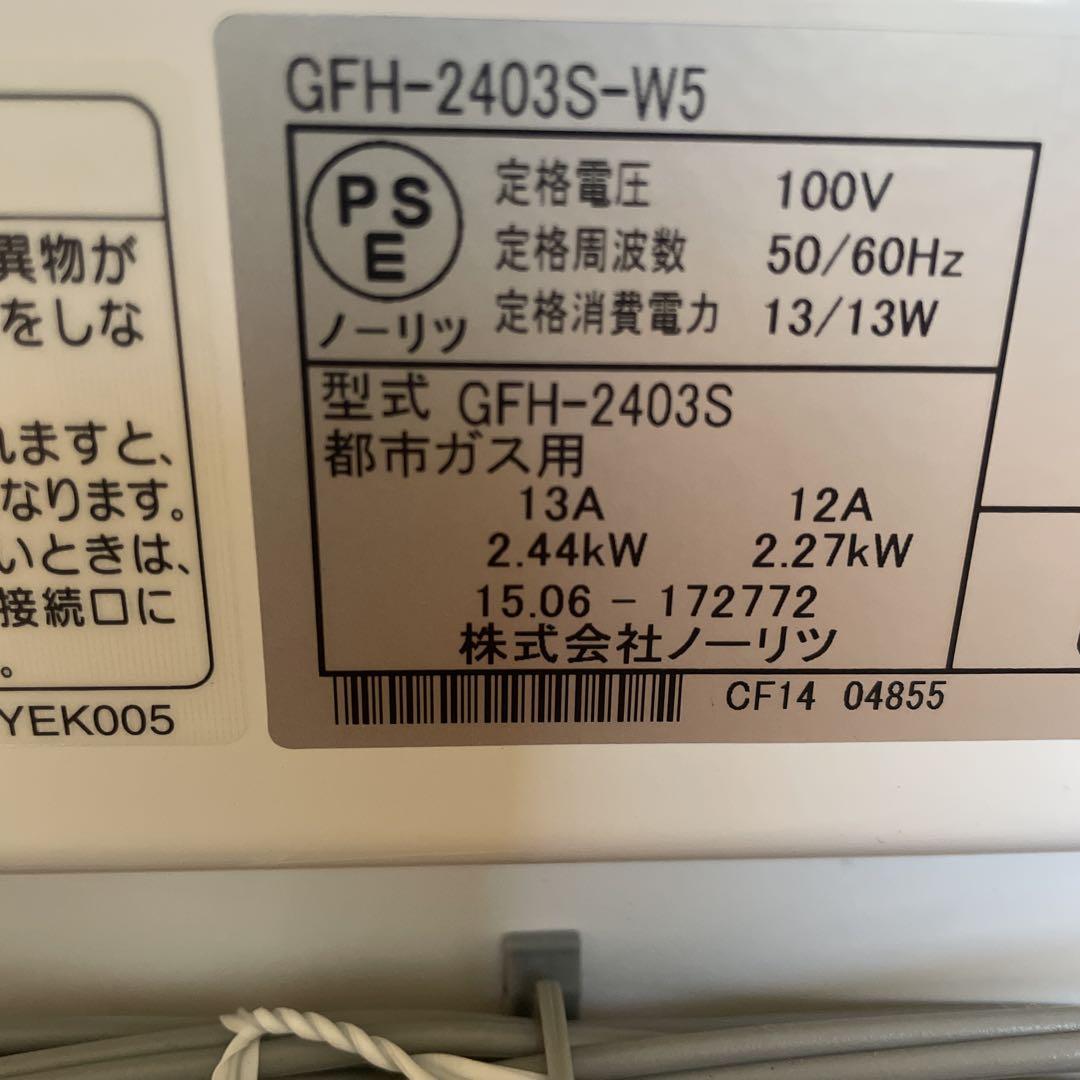 GFH-2403S-W5
PSE
ノーリツ
定格電圧 100V
定格周波数 50/60Hz
定格消費電力 13/13W
型式 GFH-2403S
都市ガス用
13A 12A
2.44kW 2.27kW
15.06 - 172772
株式会社ノーリツ
CF14 04855
異物が
をしな
れますと、
なります。
いときは、
接続口に
。
YEK005